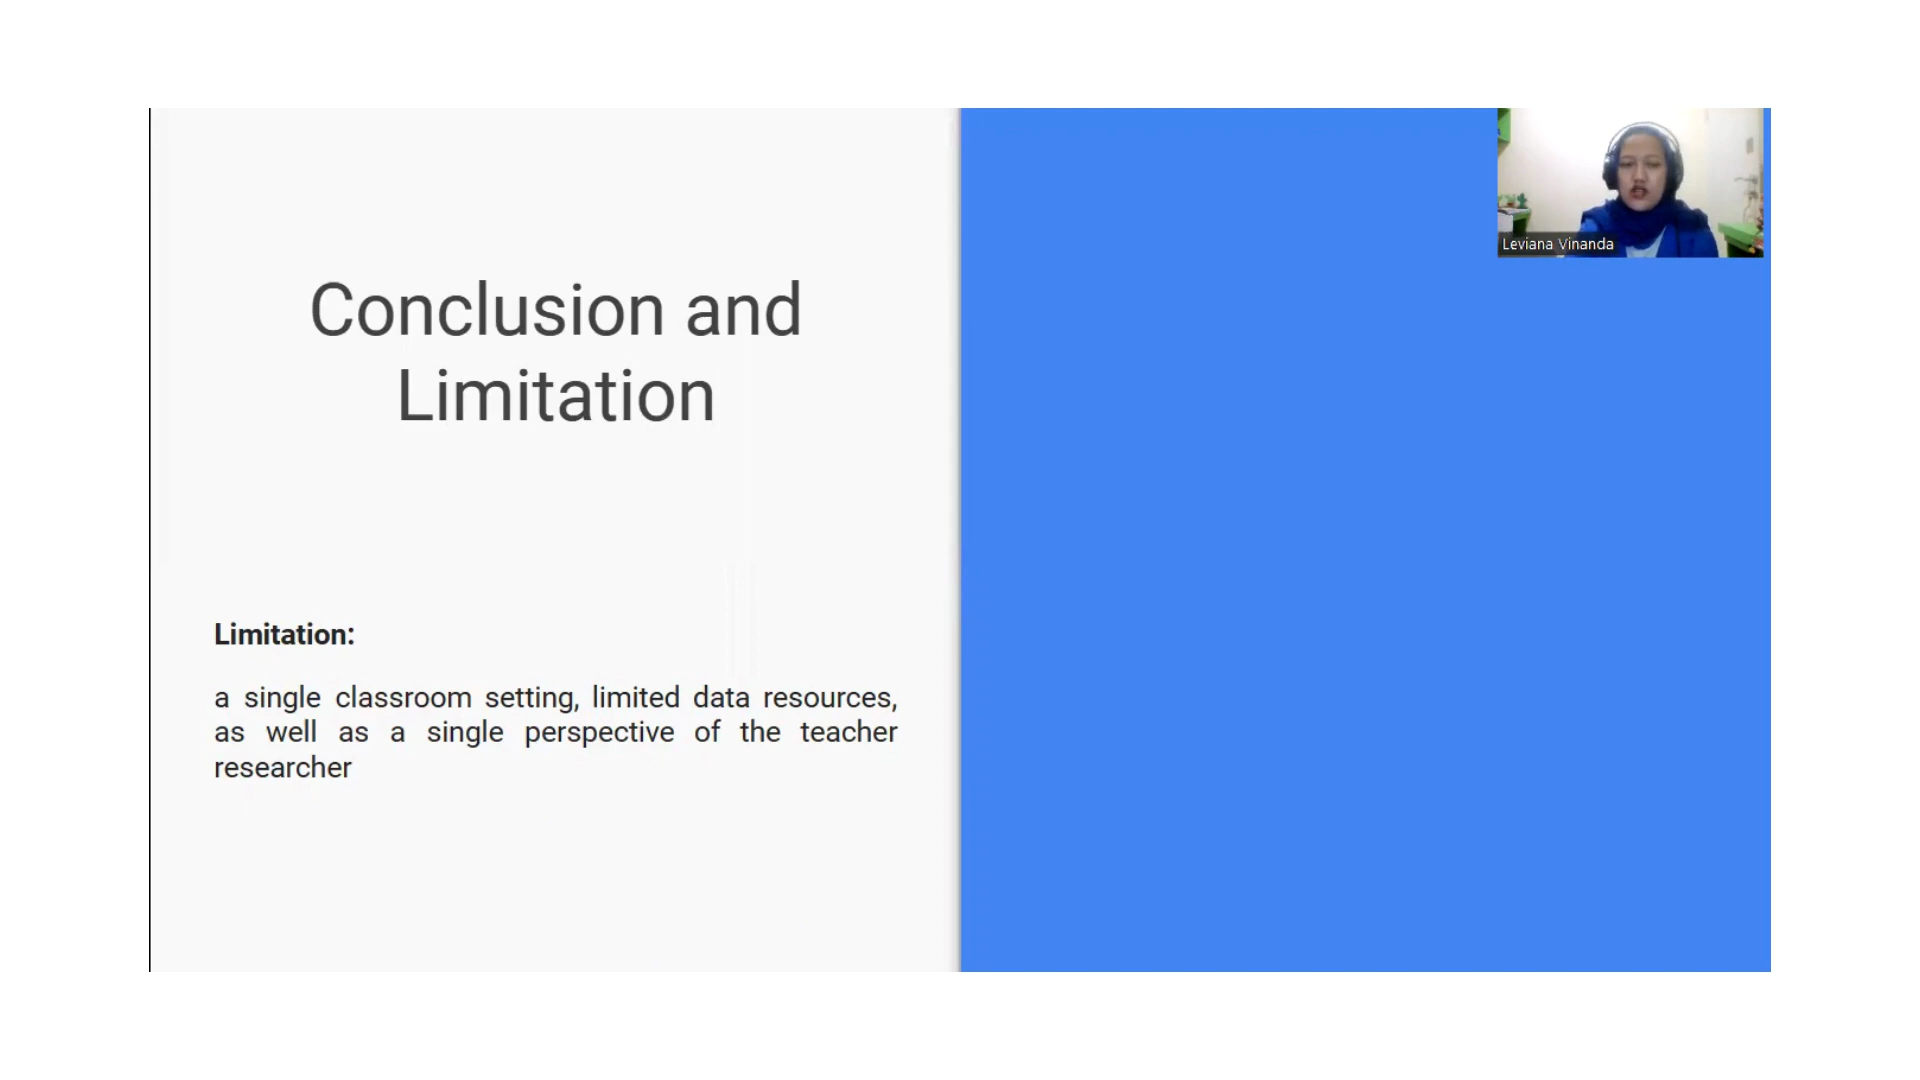 Conclusion and
Limitation
Leviana Vinanda
Limitation:
a single classroom setting, limited data resources,
as well as a single perspective of the teacher
researcher